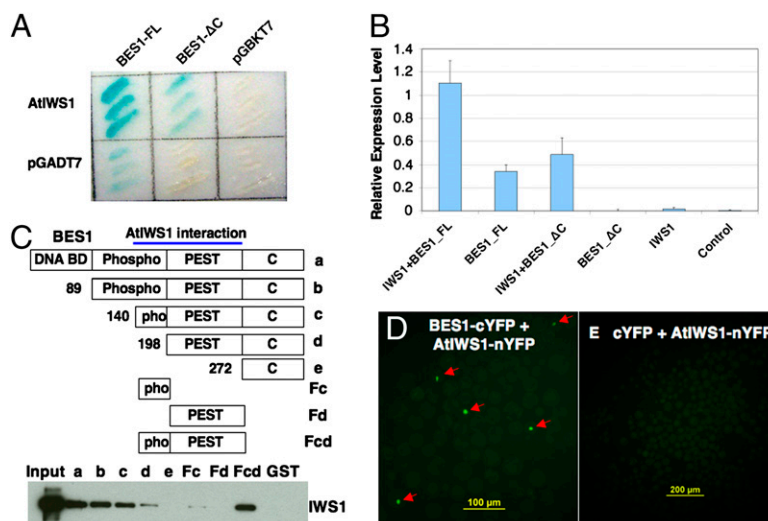 A
BES1-FL
BES1-ΔC
pGBKT7
AtIWS1
pGADT7
B
Relative Expression Level
1.4
1.2
1
0.8
0.6
0.4
0.2
0
IWS1+BES1_FL
BES1_FL
IWS1+BES1_ΔC
BES1_ΔC
IWS1
Control
C
BES1
AtIWS1 interaction
DNA BD Phospho PEST C a
89 Phospho PEST C b
140 pho PEST C c
198 PEST C d
272 C e
pho Fc
PEST Fd
pho PEST Fcd
Input a b c d e Fc Fd Fcd GST
IWS1
D
BES1-cYFP +
AtIWS1-nYFP
100 µm
E cYFP + AtIWS1-nYFP
200 µm